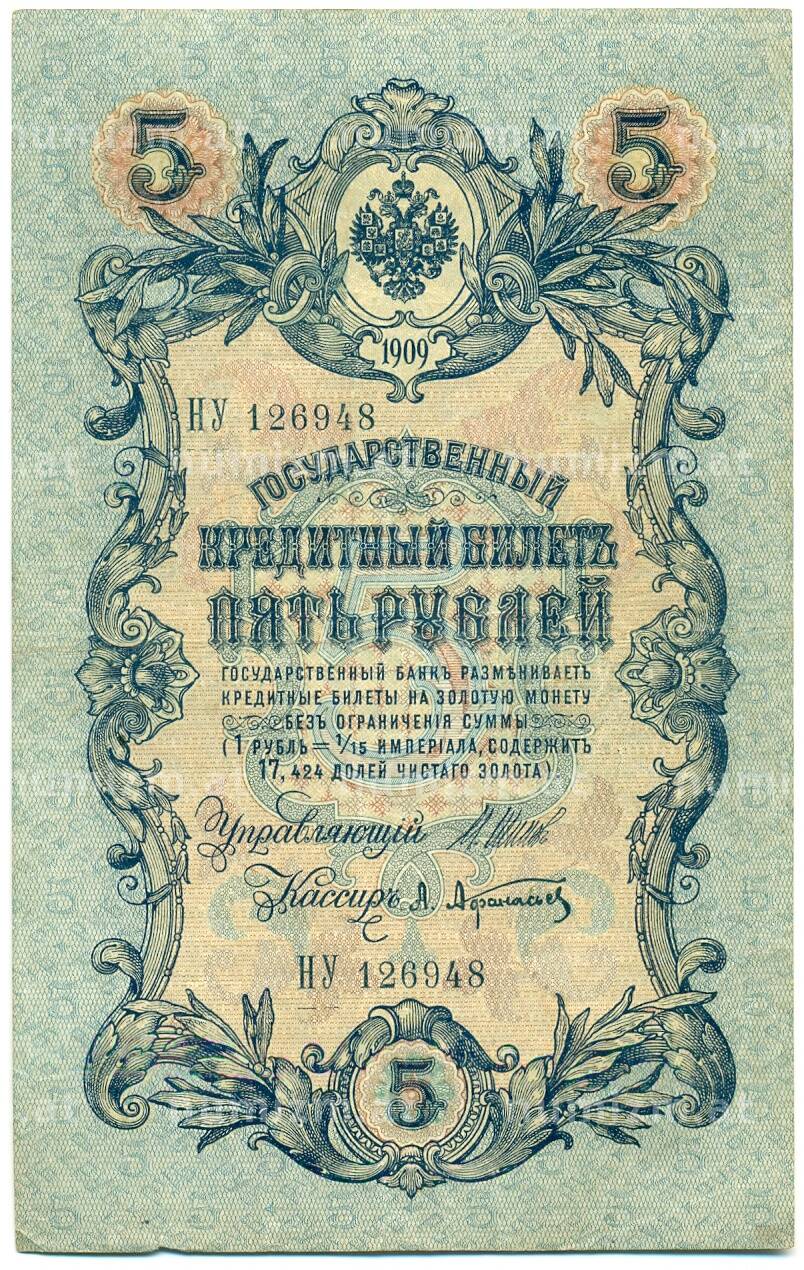 5 5
1909
НУ 126948
ГОСУДАРСТВЕННЫЙ
КРЕДИТНЫЙ БИЛЕТЪ
ПЯТЬ РУБЛЕЙ
ГОСУДАРСТВЕННЫЙ БАНКЪ РАЗМѢНИВАЕТЪ
КРЕДИТНЫЕ БИЛЕТЫ НА ЗОЛОТУЮ МОНЕТУ
БЕЗЪ ОГРАНИЧЕНІЯ СУММЫ
(1 РУБЛЬ = 1/15 ИМПЕРІАЛА, СОДЕРЖИТЪ
17,424 ДОЛЕЙ ЧИСТАГО ЗОЛОТА)
Управляющій
Кассиръ А. Афанасьев
НУ 126948
5